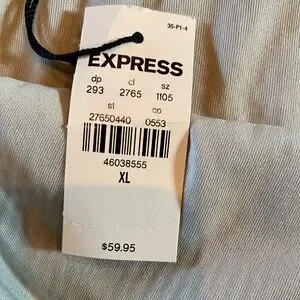 35-P1-4
EXPRESS
dp cl sz
293 2765 1105
st co
27650440 0553
46038555
XL
$59.95